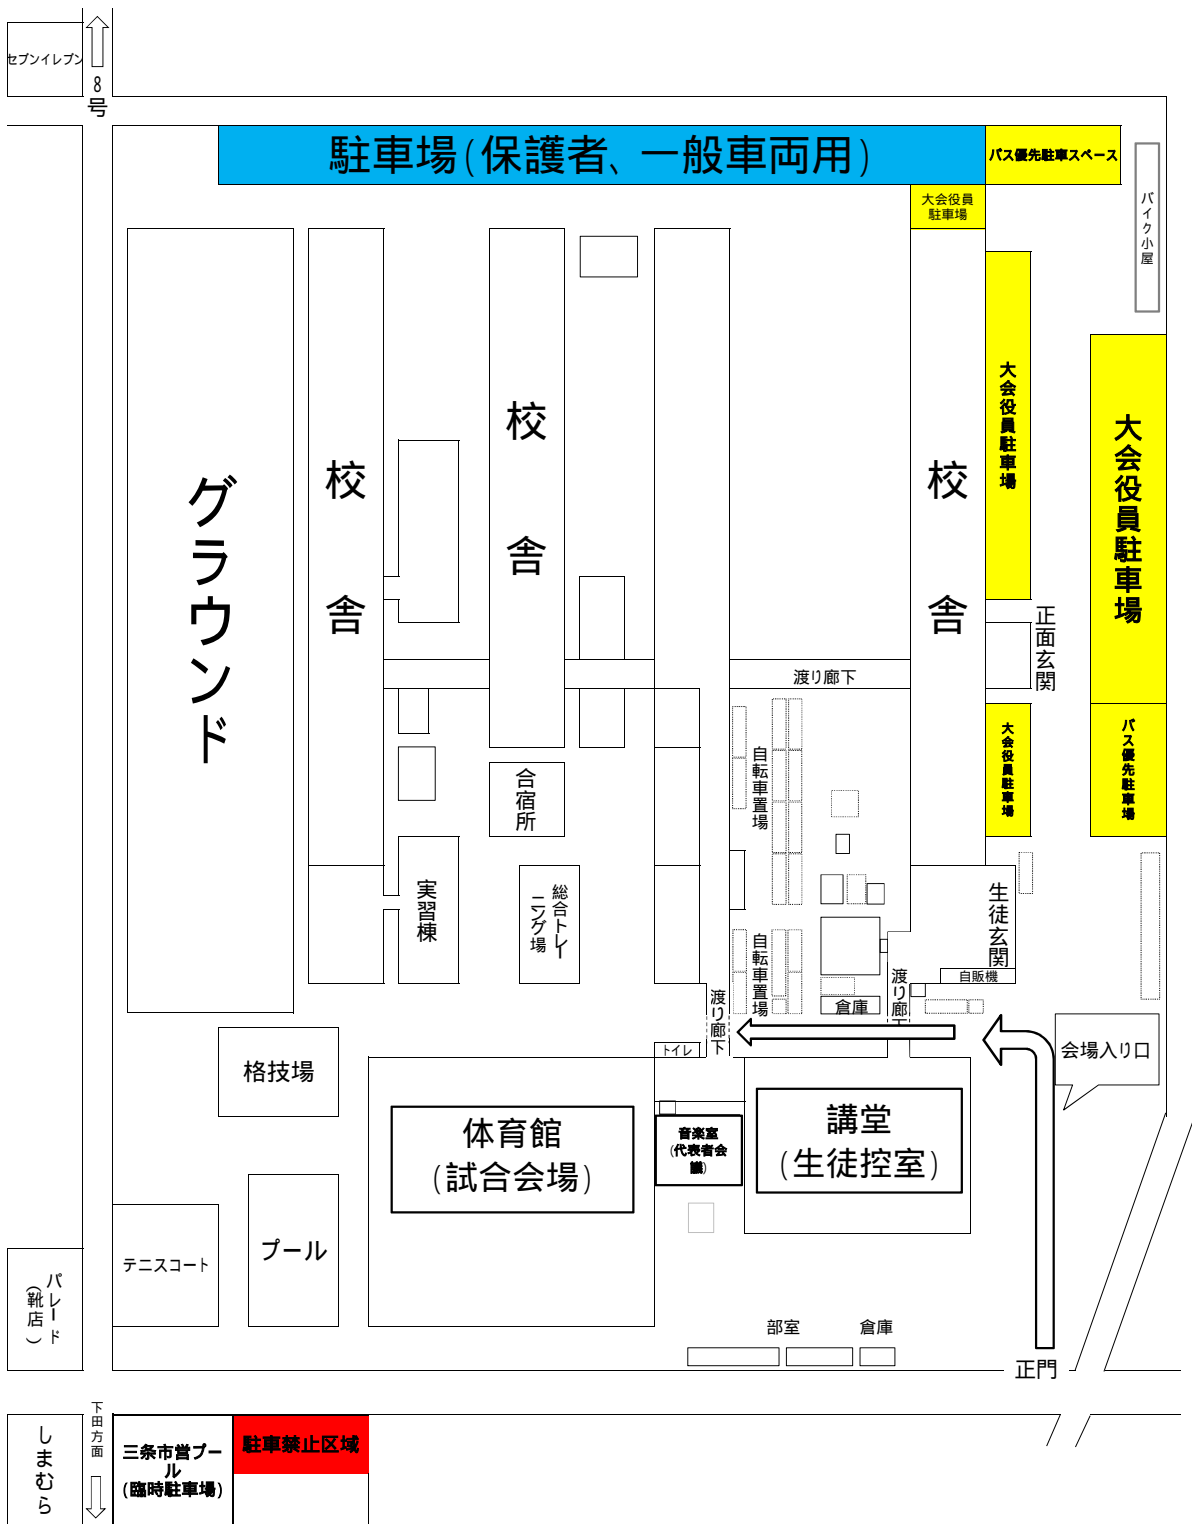 セブンイレブン
8号
駐車場(保護者、一般車両用)
バス優先駐車スペース
大会役員
駐車場
バイク小屋
グラウンド
校舎
校舎
校舎
大会役員駐車場
大会役員駐車場
正面玄関
渡り廊下
大会役員駐車場
バス優先駐車場
自転車置場
合宿所
実習棟
総合トレー
ニング場
自転車置場
生徒玄関
自販機
渡り廊下
渡り廊下
倉庫
トイレ
会場入り口
格技場
体育館
(試合会場)
音楽室
(代表者会
議)
講堂
(生徒控室)
テニスコート
プール
パレード
(靴店)
部室
倉庫
正門
しまむら
下田方面
三条市営プー
ル
(臨時駐車場)
駐車禁止区域